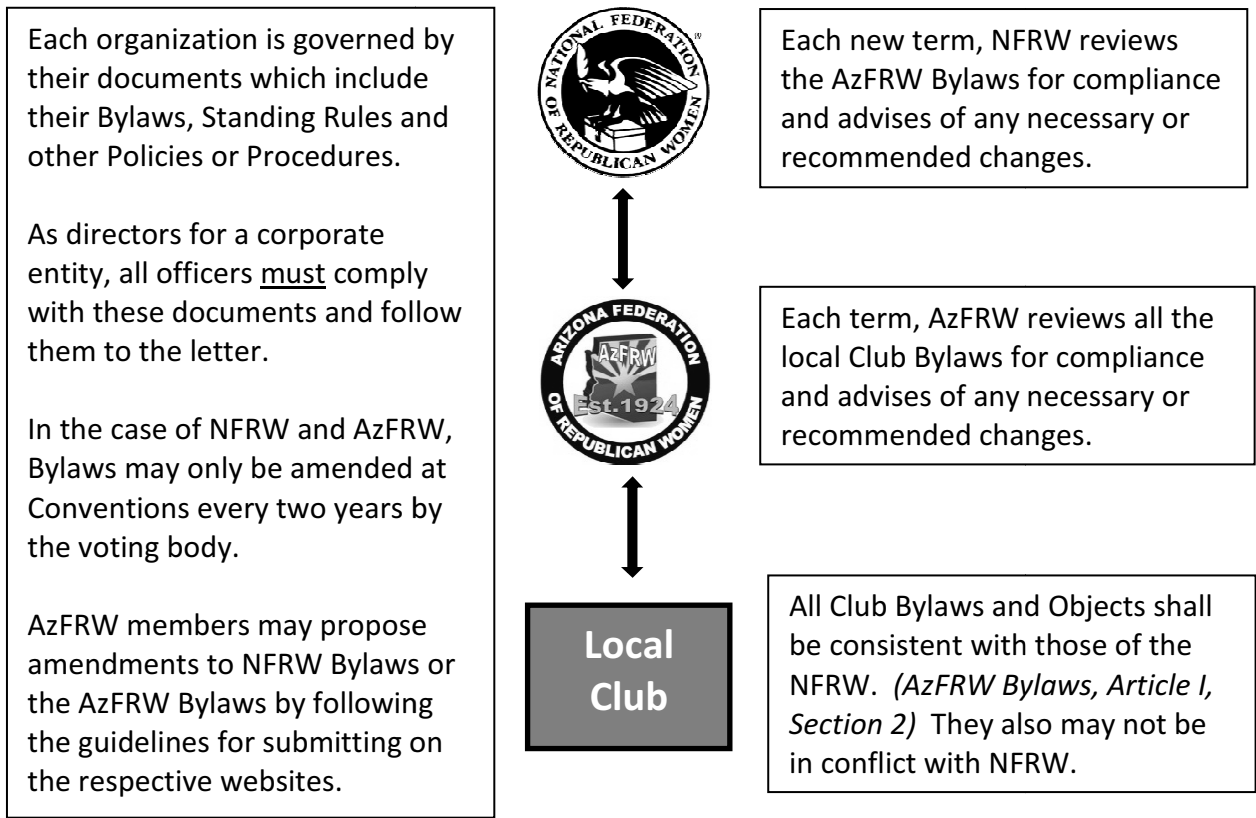 Each organization is governed by
their documents which include
their Bylaws, Standing Rules and
other Policies or Procedures.
As directors for a corporate
entity, all officers must comply
with these documents and follow
them to the letter.
In the case of NFRW and AzFRW,
Bylaws may only be amended at
Conventions every two years by
the voting body.
AzFRW members may propose
amendments to NFRW Bylaws or
the AzFRW Bylaws by following
the guidelines for submitting on
the respective websites.
NATIONAL FEDERATION
OF REPUBLICAN WOMEN
Each new term, NFRW reviews
the AzFRW Bylaws for compliance
and advises of any necessary or
recommended changes.
ARIZONA FEDERATION
AzFRW
Est.1924
OF REPUBLICAN WOMEN
Each term, AzFRW reviews all the
local Club Bylaws for compliance
and advises of any necessary or
recommended changes.
Local
Club
All Club Bylaws and Objects shall
be consistent with those of the
NFRW. (AzFRW Bylaws, Article I,
Section 2) They also may not be
in conflict with NFRW.